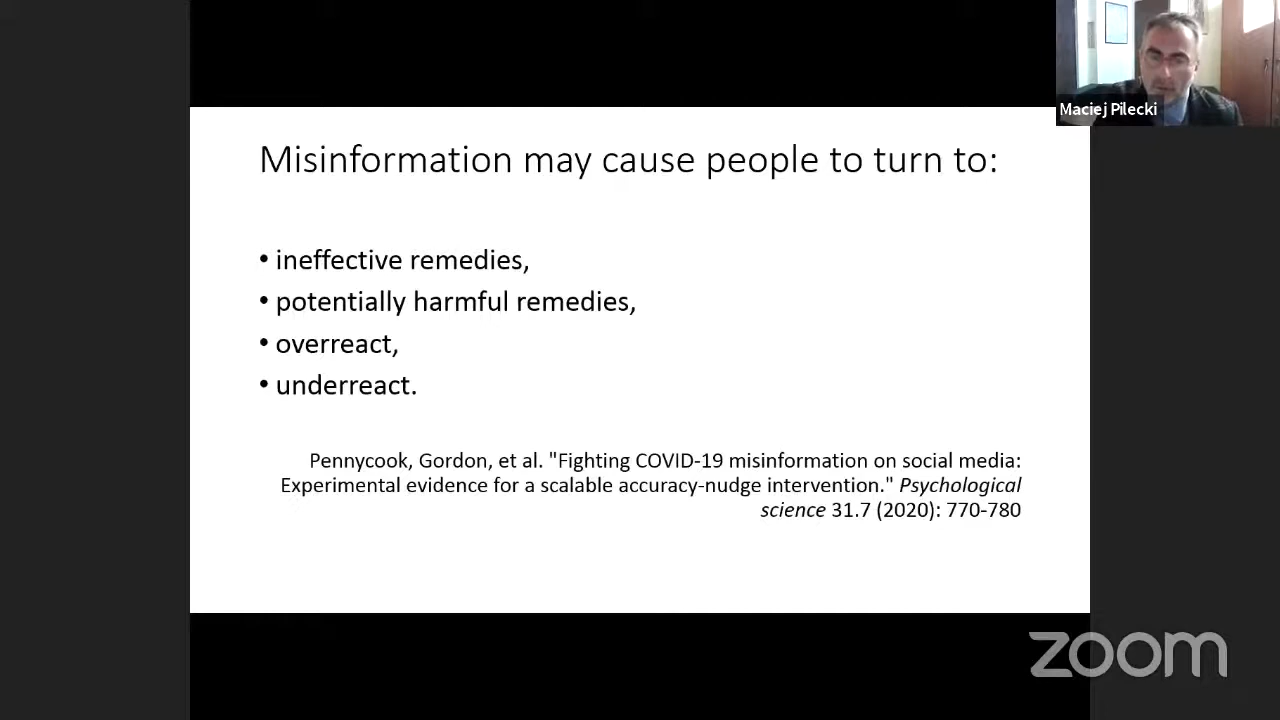 Maciej Pilecki
Misinformation may cause people to turn to:
• ineffective remedies,
• potentially harmful remedies,
• overreact,
• underreact.
Pennycook, Gordon, et al. "Fighting COVID-19 misinformation on social media:
Experimental evidence for a scalable accuracy-nudge intervention." Psychological
science 31.7 (2020): 770-780
zoom